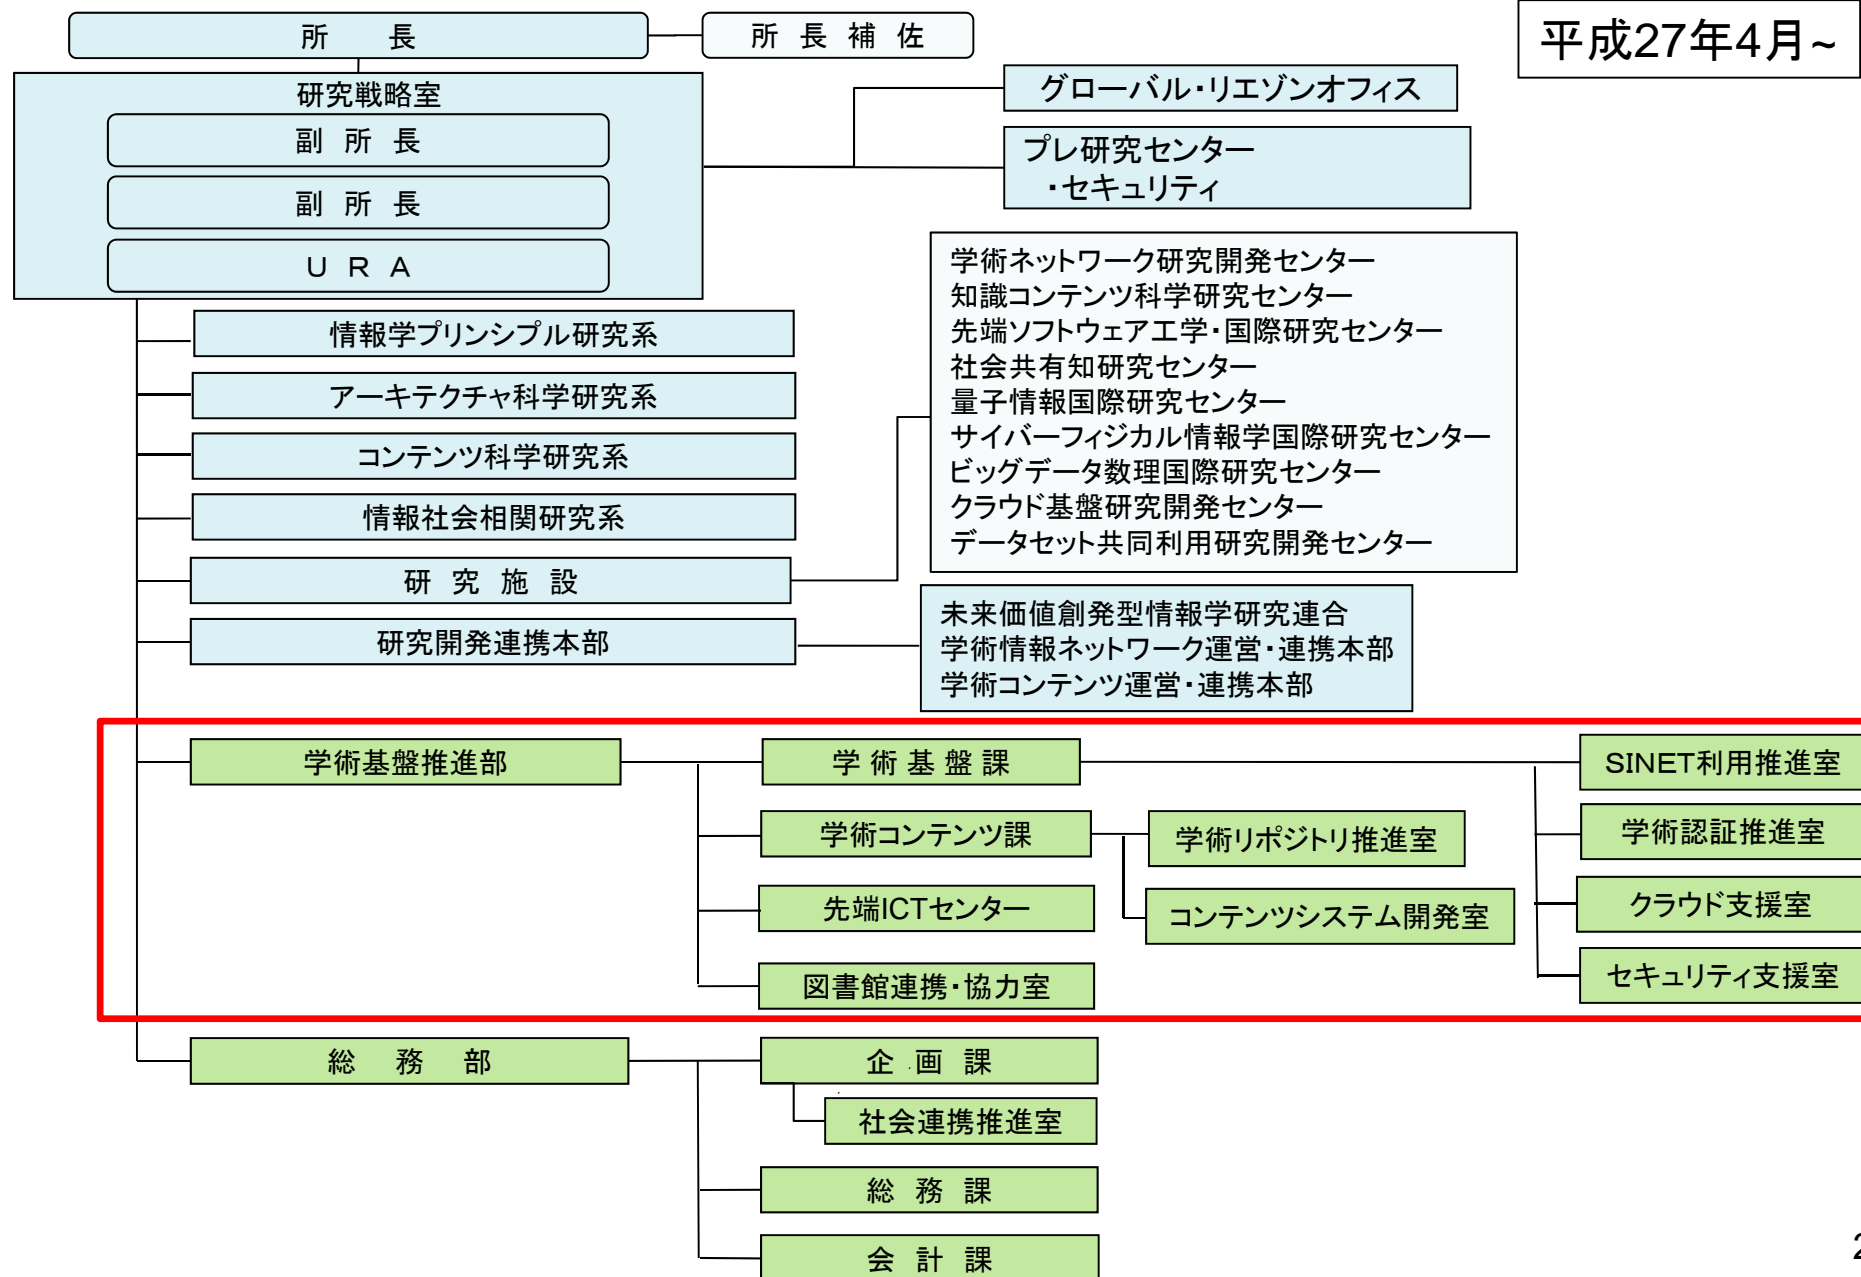 所長
所長補佐
平成27年4月~
研究戦略室
副所長
副所長
URA
グローバル・リエゾンオフィス
プレ研究センター
・セキュリティ
情報学プリンシプル研究系
アーキテクチャ科学研究系
コンテンツ科学研究系
情報社会相関研究系
研究施設
研究開発連携本部
学術ネットワーク研究開発センター
知識コンテンツ科学研究センター
先端ソフトウェア工学・国際研究センター
社会共有知研究センター
量子情報国際研究センター
サイバーフィジカル情報学国際研究センター
ビッグデータ数理国際研究センター
クラウド基盤研究開発センター
データセット共同利用研究開発センター
未来価値創発型情報学研究連合
学術情報ネットワーク運営・連携本部
学術コンテンツ運営・連携本部
学術基盤推進部
学術基盤課
SINET利用推進室
学術コンテンツ課
学術リポジトリ推進室
学術認証推進室
先端ICTセンター
コンテンツシステム開発室
クラウド支援室
図書館連携・協力室
セキュリティ支援室
総務部
企画課
社会連携推進室
総務課
会計課
2